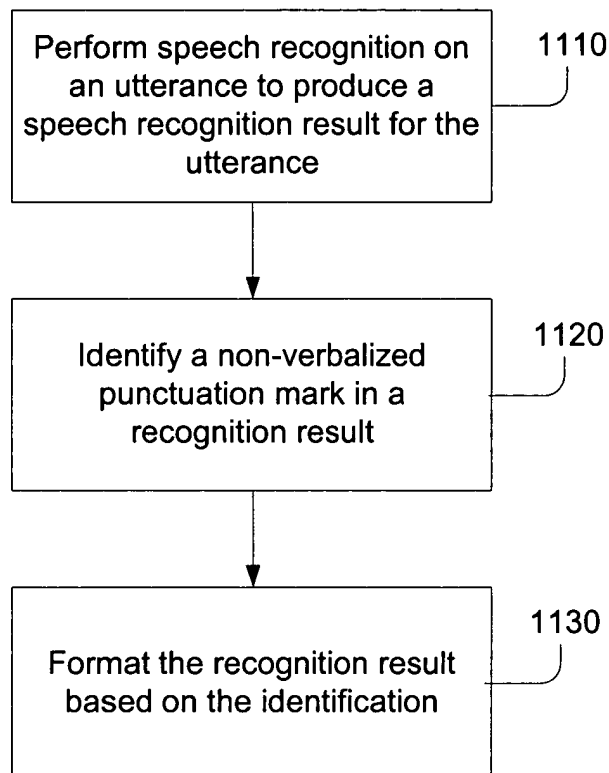 Perform speech recognition on
an utterance to produce a
speech recognition result for the
utterance
1110
Identify a non-verbalized
punctuation mark in a
recognition result
1120
Format the recognition result
based on the identification
1130